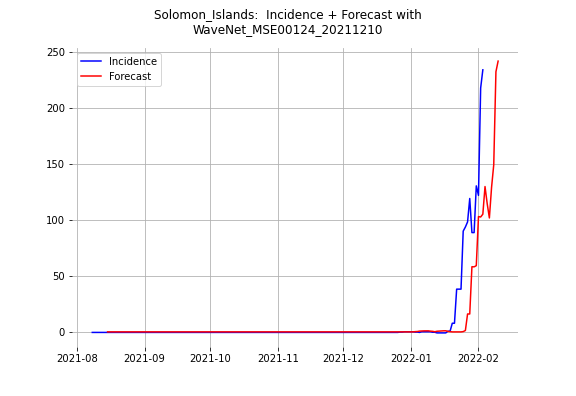 Solomon_Islands:  Incidence + Forecast with
WaveNet_MSE00124_20211210
Incidence
Forecast
250
200
150
100
50
0
2021-08 2021-09 2021-10 2021-11 2021-12 2022-01 2022-02